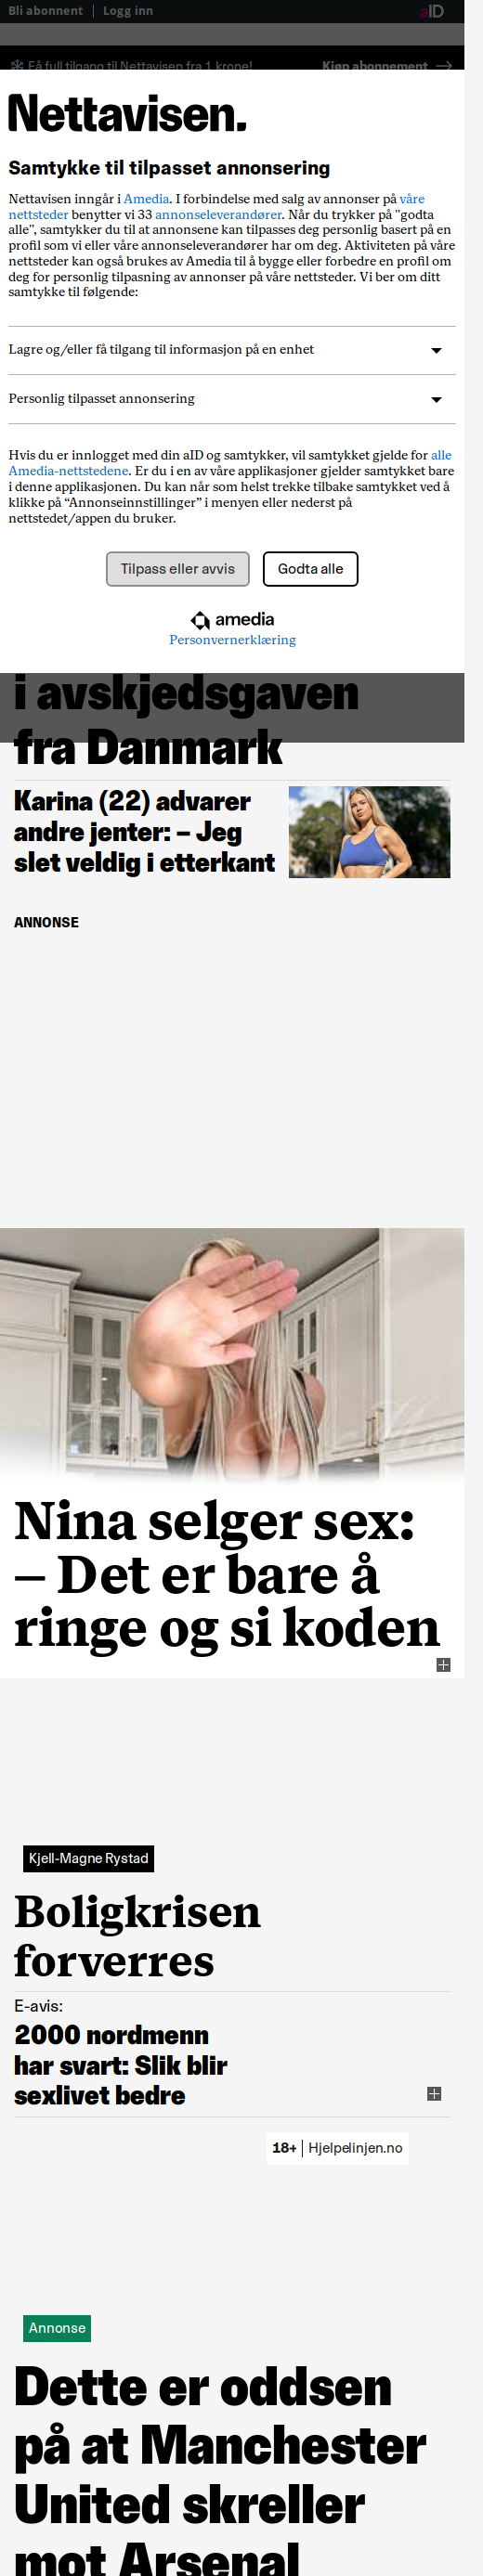 Bli abonnent | Logg inn
aID
Få full tilgang til Nettavisen fra 1 krone! Kjøp abonnement
Nettavisen.
Samtykke til tilpasset annonsering
Nettavisen inngår i Amedia. I forbindelse med salg av annonser på våre
nettsteder benytter vi 33 annonseleverandører. Når du trykker på "godta
alle", samtykker du til at annonsene kan tilpasses deg personlig basert på en
profil som vi eller våre annonseleverandører har om deg. Aktiviteten på våre
nettsteder kan også brukes av Amedia til å bygge eller forbedre en profil om
deg for personlig tilpasning av annonser på våre nettsteder. Vi ber om ditt
samtykke til følgende:
Lagre og/eller få tilgang til informasjon på en enhet
Personlig tilpasset annonsering
Hvis du er innlogget med din aID og samtykker, vil samtykket gjelde for alle
Amedia-nettstedene. Er du i en av våre applikasjoner gjelder samtykket bare
i denne applikasjonen. Du kan når som helst trekke tilbake samtykket ved å
klikke på “Annonseinnstillinger” i menyen eller nederst på
nettstedet/appen du bruker.
Tilpass eller avvis
Godta alle
amedia
Personvernerklæring
i avskjedsgaven
fra Danmark
Karina (22) advarer
andre jenter: – Jeg
slet veldig i etterkant
ANNONSE
Nina selger sex:
– Det er bare å
ringe og si koden
Kjell-Magne Rystad
Boligkrisen
forverres
E-avis:
2000 nordmenn
har svart: Slik blir
sexlivet bedre
18+ | Hjelpelinjen.no
Annonse
Dette er oddsen
på at Manchester
United skreller
mot Arsenal